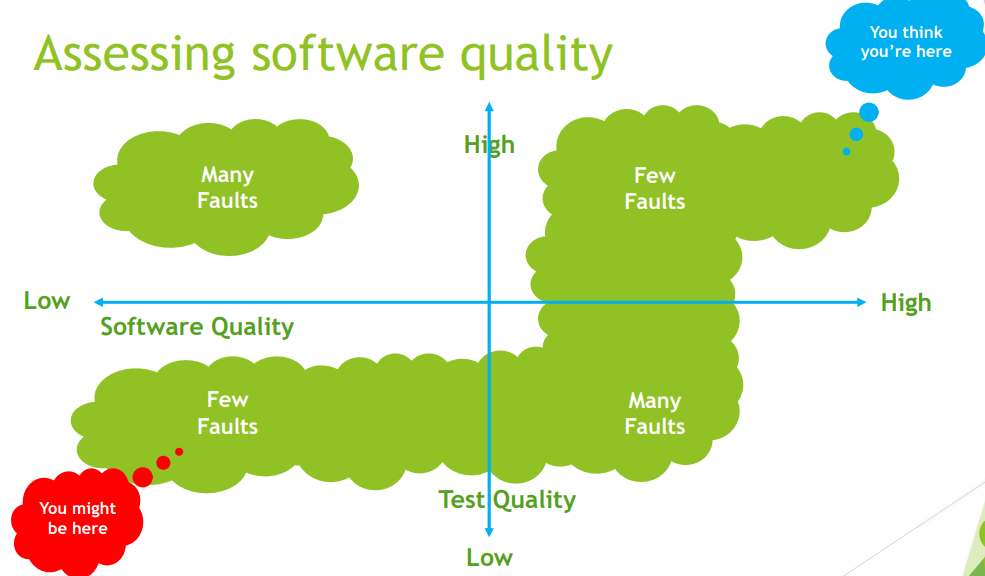 Assessing software quality
You think
you're here
High
Many
Faults
Few
Faults
Low
High
Software Quality
Few
Faults
Many
Faults
Test Quality
You might
be here
Low